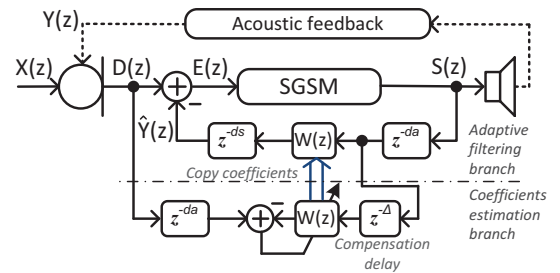 Y(z)
Acoustic feedback
X(z)
D(z)
E(z)
SGSM
S(z)
Ŷ(z)
z^-ds
W(z)
z^-da
Adaptive
filtering
branch
Copy coefficients
Coefficients
estimation
branch
z^-da
W(z)
z^-Δ
Compensation
delay